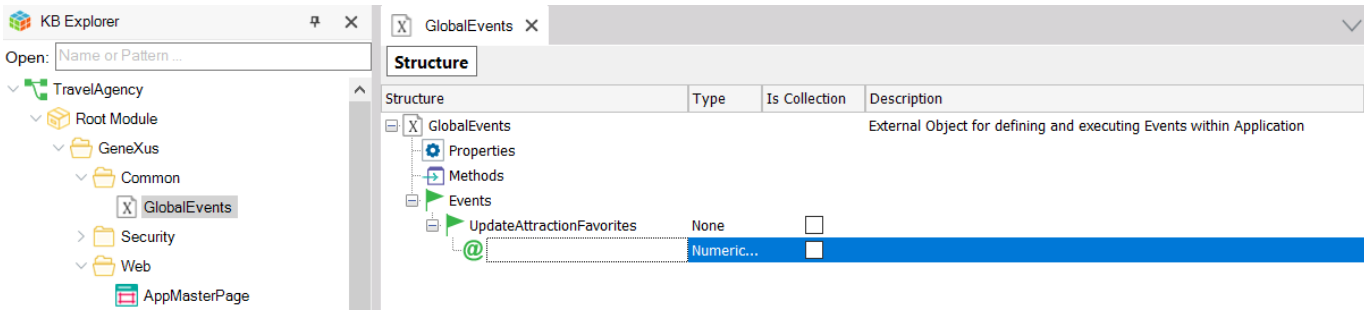 KB Explorer
Open: Name or Pattern ...
TravelAgency
Root Module
GeneXus
Common
GlobalEvents
Security
Web
AppMasterPage
GlobalEvents
Structure
Structure Type Is Collection Description
GlobalEvents External Object for defining and executing Events within Application
Properties
Methods
Events
UpdateAttractionFavorites None
@ Numeric...